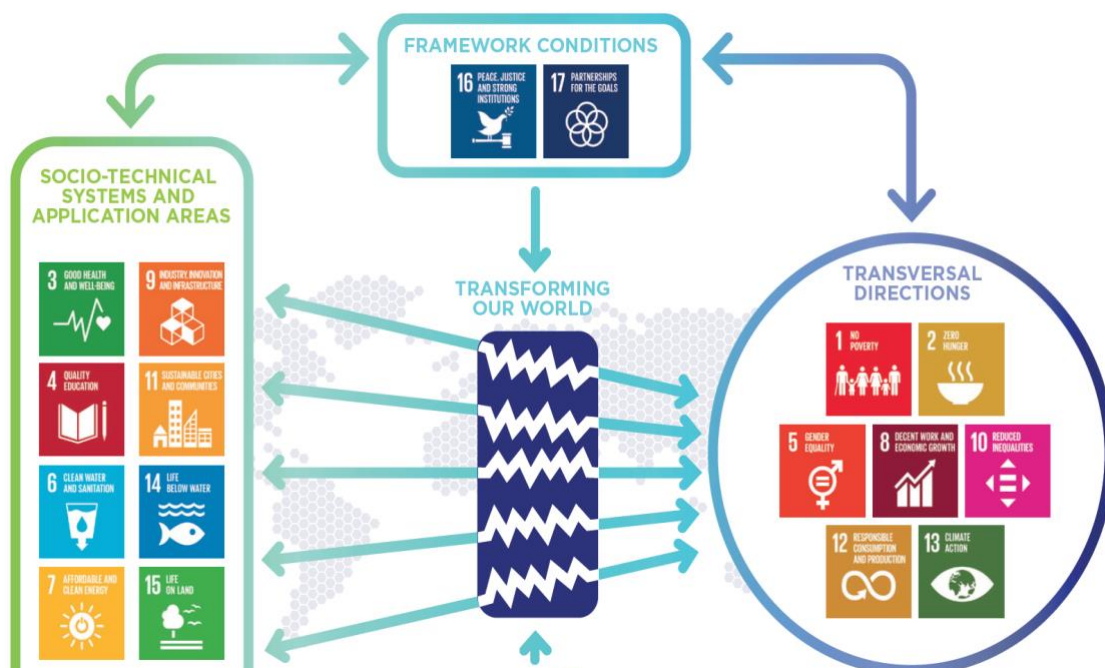 FRAMEWORK CONDITIONS
16 PEACE, JUSTICE
AND STRONG
INSTITUTIONS
17 PARTNERSHIPS
FOR THE GOALS
SOCIO-TECHNICAL
SYSTEMS AND
APPLICATION AREAS
3 GOOD HEALTH
AND WELL-BEING
9 INDUSTRY, INNOVATION
AND INFRASTRUCTURE
4 QUALITY
EDUCATION
11 SUSTAINABLE CITIES
AND COMMUNITIES
6 CLEAN WATER
AND SANITATION
14 LIFE
BELOW WATER
7 AFFORDABLE AND
CLEAN ENERGY
15 LIFE
ON LAND
TRANSFORMING
OUR WORLD
TRANSVERSAL
DIRECTIONS
1 NO
POVERTY
2 ZERO
HUNGER
5 GENDER
EQUALITY
8 DECENT WORK AND
ECONOMIC GROWTH
10 REDUCED
INEQUALITIES
12 RESPONSIBLE
CONSUMPTION
AND PRODUCTION
13 CLIMATE
ACTION